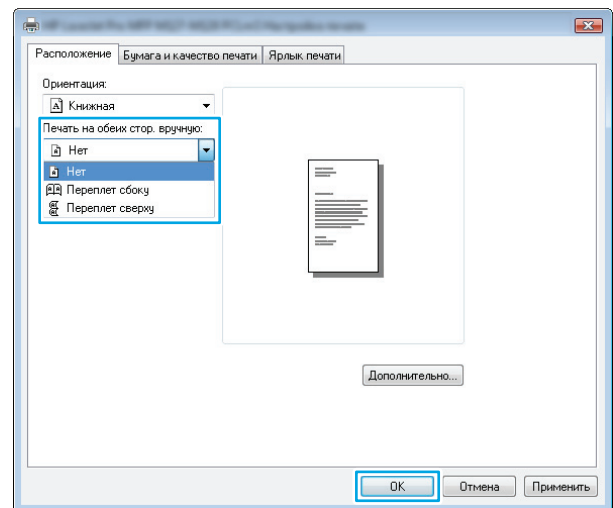 Расположение
Бумага и качество печати
Ярлык печати
Ориентация:
Книжная
Печать на обеих стор. вручную:
Нет
Нет
Переплет сбоку
Переплет сверху
Дополнительно...
OK
Отмена
Применить